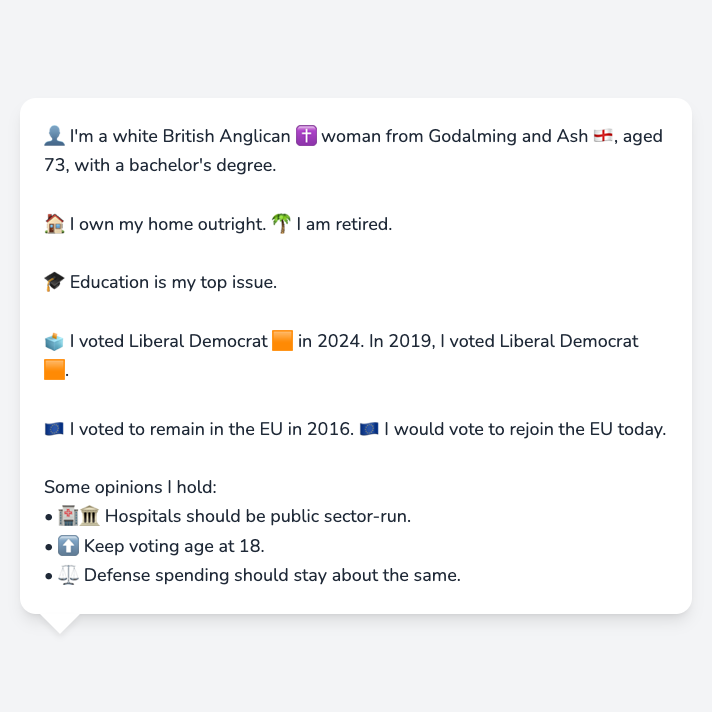 👤 I'm a white British Anglican ✝️ woman from Godalming and Ash 🏴󠁧󠁢󠁥󠁮󠁧󠁿, aged
73, with a bachelor's degree.
🏠 I own my home outright. 🌴 I am retired.
🎓 Education is my top issue.
🗳️ I voted Liberal Democrat 🟧 in 2024. In 2019, I voted Liberal Democrat
🟧.
🇪🇺 I voted to remain in the EU in 2016. 🇪🇺 I would vote to rejoin the EU today.
Some opinions I hold:
• 🏥🏛️ Hospitals should be public sector-run.
• ⬆️ Keep voting age at 18.
• ⚖️ Defense spending should stay about the same.